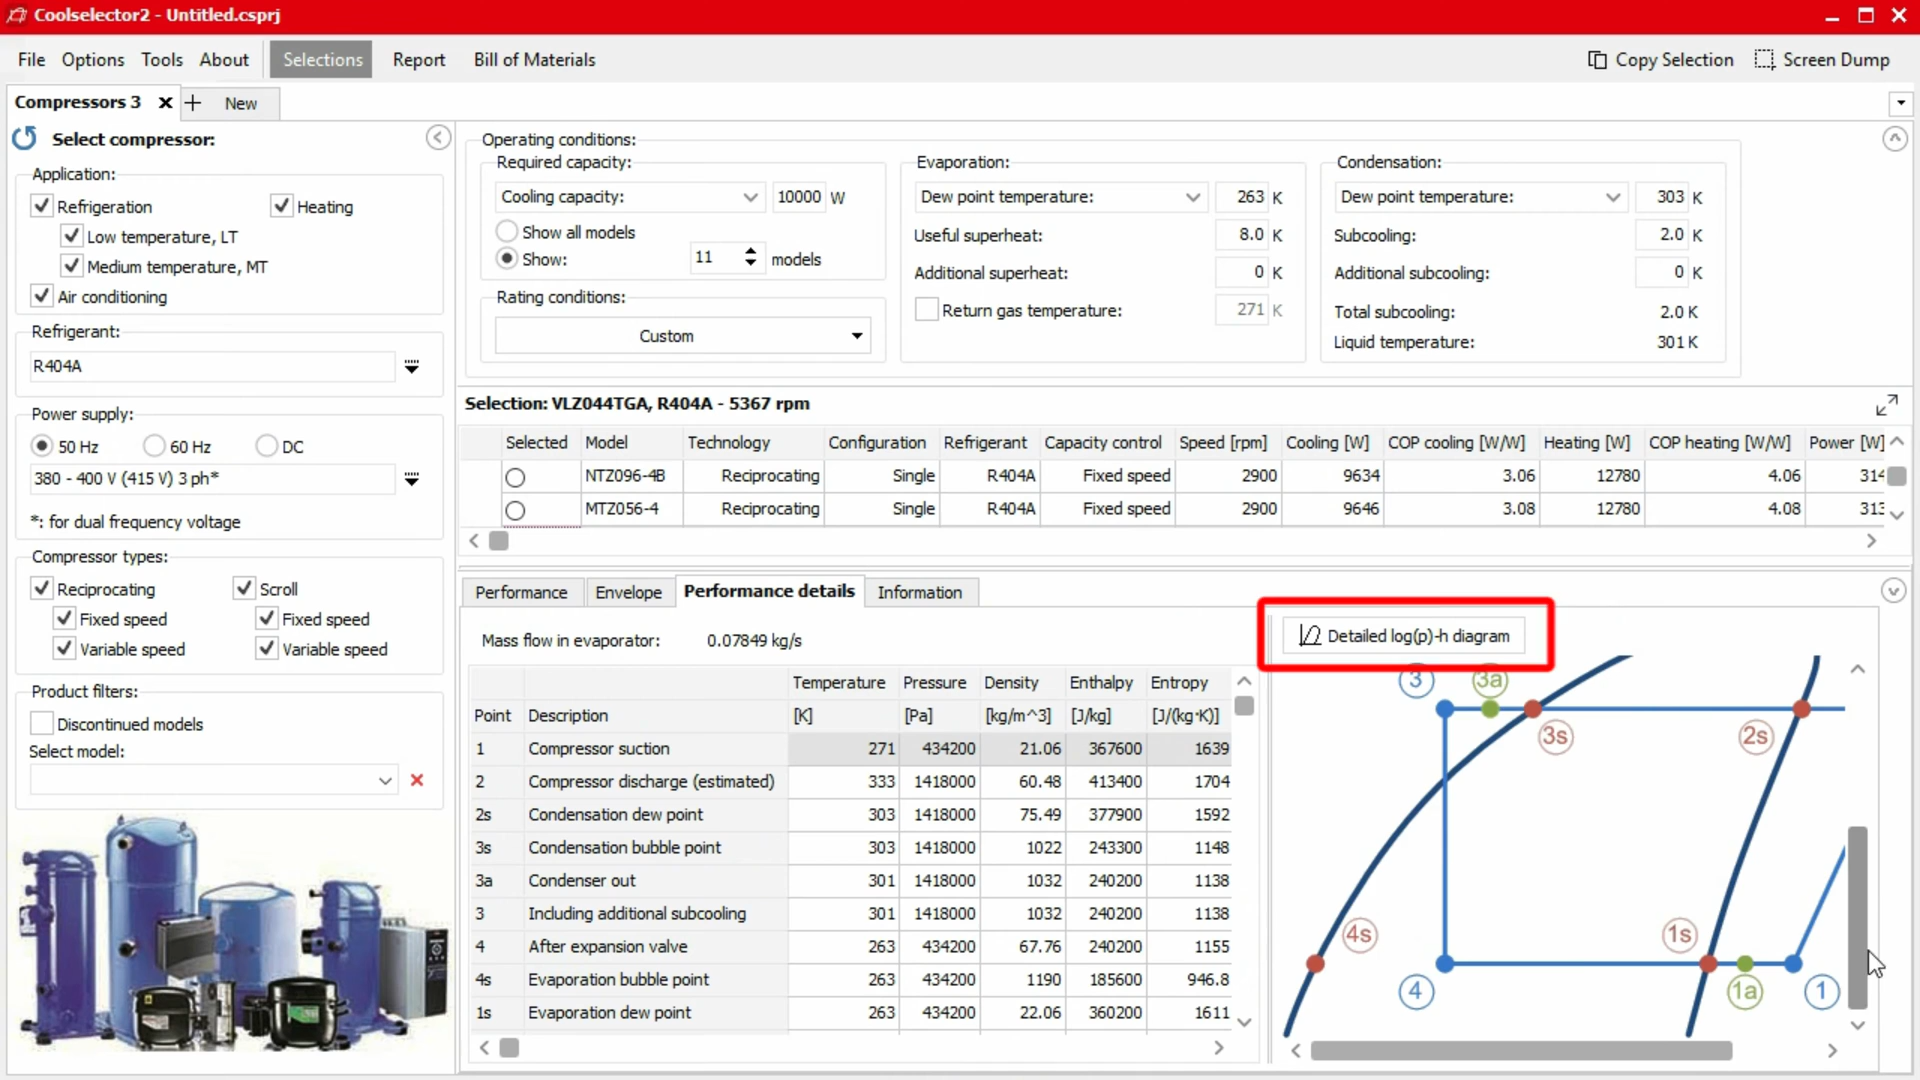 Coolselector2 - Untitled.csprj
File Options Tools About Selections Report Bill of Materials Copy Selection Screen Dump
Compressors 3 New
Select compressor:
Application:
Refrigeration Heating
Low temperature, LT
Medium temperature, MT
Air conditioning
Refrigerant:
R404A
Power supply:
50 Hz 60 Hz DC
380 - 400 V (415 V) 3 ph*
*: for dual frequency voltage
Compressor types:
Reciprocating Scroll
Fixed speed Fixed speed
Variable speed Variable speed
Product filters:
Discontinued models
Select model:
Operating conditions:
Required capacity:
Cooling capacity: 10000 W
Show all models
Show: 11 models
Rating conditions:
Custom
Evaporation:
Dew point temperature: 263 K
Useful superheat: 8.0 K
Additional superheat: 0 K
Return gas temperature: 271 K
Condensation:
Dew point temperature: 303 K
Subcooling: 2.0 K
Additional subcooling: 0 K
Total subcooling: 2.0 K
Liquid temperature: 301 K
Selection: VLZ044TGA, R404A - 5367 rpm
Selected Model Technology Configuration Refrigerant Capacity control Speed [rpm] Cooling [W] COP cooling [W/W] Heating [W] COP heating [W/W] Power [W]
NTZ096-4B Reciprocating Single R404A Fixed speed 2900 9634 3.06 12780 4.06 314
MTZ056-4 Reciprocating Single R404A Fixed speed 2900 9646 3.08 12780 4.08 313
Performance Envelope Performance details Information
Mass flow in evaporator: 0.07849 kg/s
Temperature Pressure Density Enthalpy Entropy
Point Description [K] [Pa] [kg/m^3] [J/kg] [J/(kg·K)]
1 Compressor suction 271 434200 21.06 367600 1639
2 Compressor discharge (estimated) 333 1418000 60.48 413400 1704
2s Condensation dew point 303 1418000 75.49 377900 1592
3s Condensation bubble point 303 1418000 1022 243300 1148
3a Condenser out 301 1418000 1032 240200 1138
3 Including additional subcooling 301 1418000 1032 240200 1138
4 After expansion valve 263 434200 67.76 240200 1155
4s Evaporation bubble point 263 434200 1190 185600 946.8
1s Evaporation dew point 263 434200 22.06 360200 1611
Detailed log(p)-h diagram
3 3a
3s 2s
4s 1s
4 1a 1